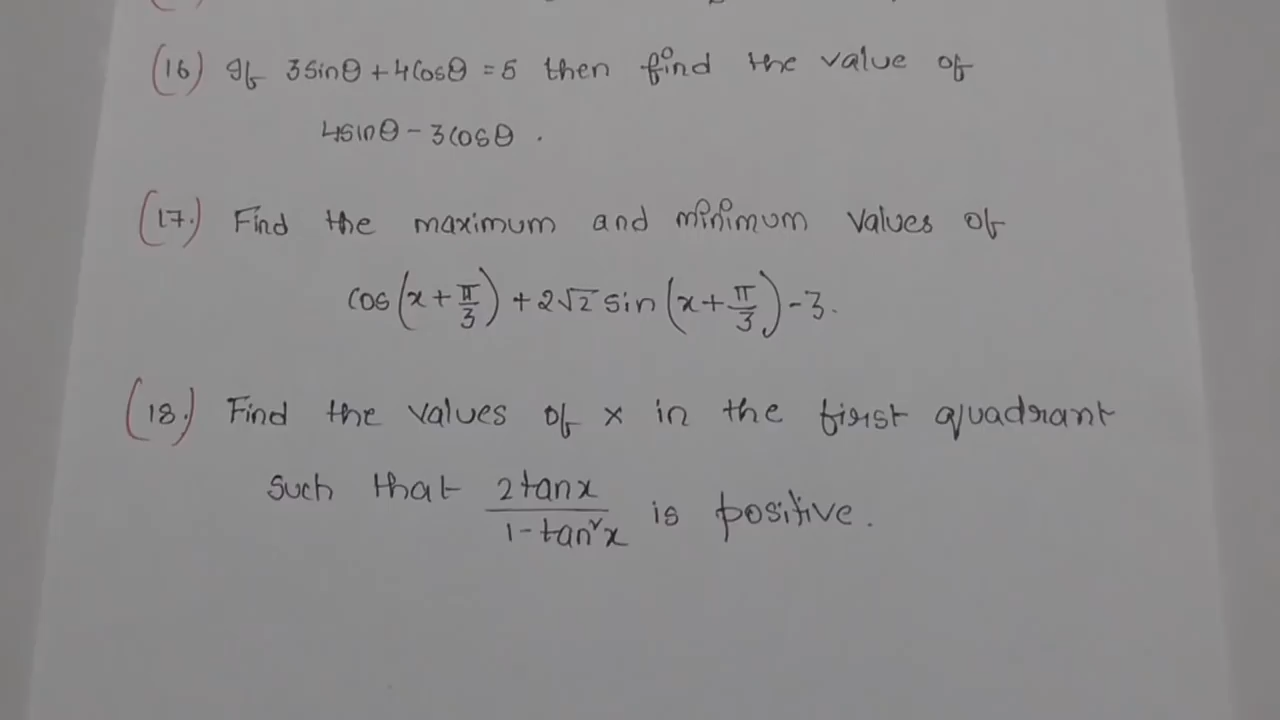 (16) If 3sinθ + 4cosθ = 5 then find the value of
4sinθ - 3cosθ .
(17.) Find the maximum and minimum values of
cos(x + π/3) + 2√2 sin(x + π/3) - 3.
(18.) Find the values of x in the first quadrant
such that 2tanx / 1 - tan²x is positive.